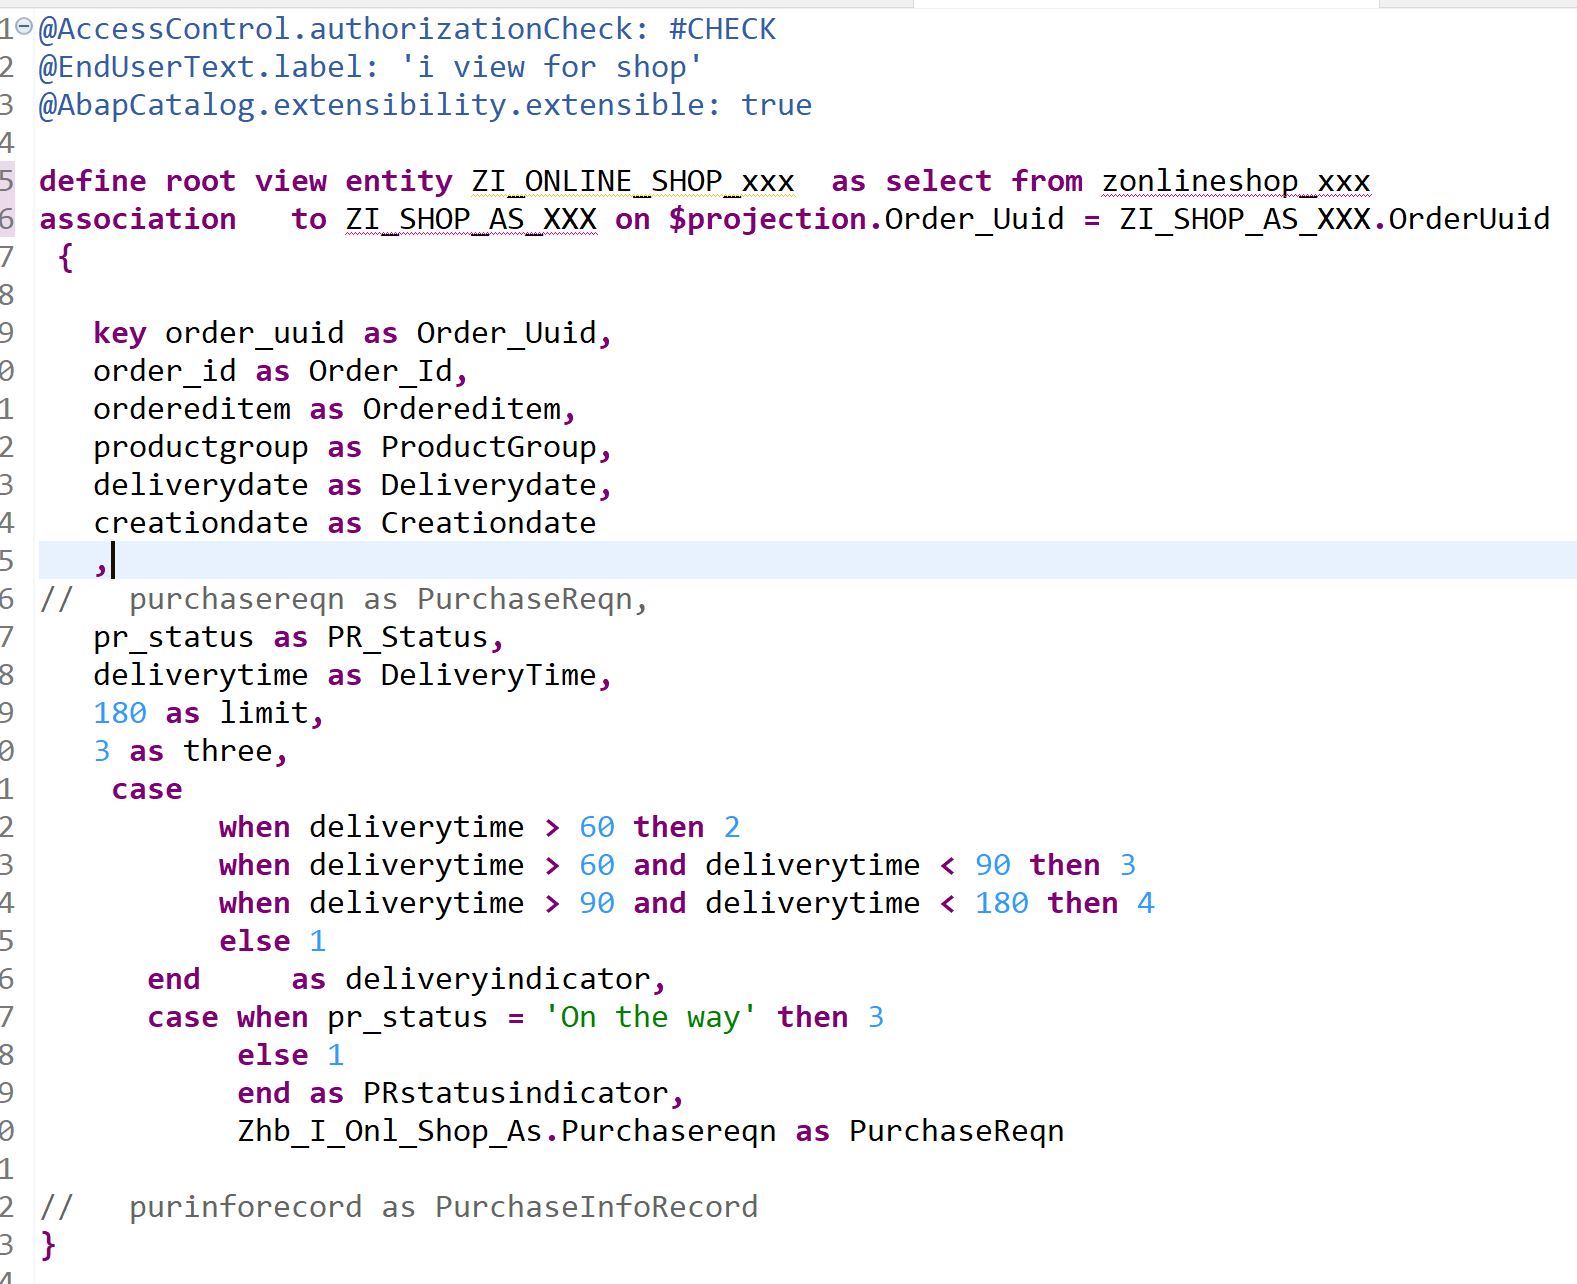 1 @AccessControl.authorizationCheck: #CHECK
2 @EndUserText.label: 'i view for shop'
3 @AbapCatalog.extensibility.extensible: true
4
5 define root view entity ZI_ONLINE_SHOP_xxx  as select from zonlineshop_xxx
6 association   to ZI_SHOP_AS_XXX on $projection.Order_Uuid = ZI_SHOP_AS_XXX.OrderUuid
7  {
8
9    key order_uuid as Order_Uuid,
0    order_id as Order_Id,
1    ordereditem as Ordereditem,
2    productgroup as ProductGroup,
3    deliverydate as Deliverydate,
4    creationdate as Creationdate
5    ,
6 //   purchasereqn as PurchaseReqn,
7    pr_status as PR_Status,
8    deliverytime as DeliveryTime,
9    180 as limit,
0    3 as three,
1     case
2           when deliverytime > 60 then 2
3           when deliverytime > 60 and deliverytime < 90 then 3
4           when deliverytime > 90 and deliverytime < 180 then 4
5           else 1
6       end     as deliveryindicator,
7       case when pr_status = 'On the way' then 3
8            else 1
9            end as PRstatusindicator,
0            Zhb_I_Onl_Shop_As.Purchasereqn as PurchaseReqn
1
2 //   purinforecord as PurchaseInfoRecord
3 }
4